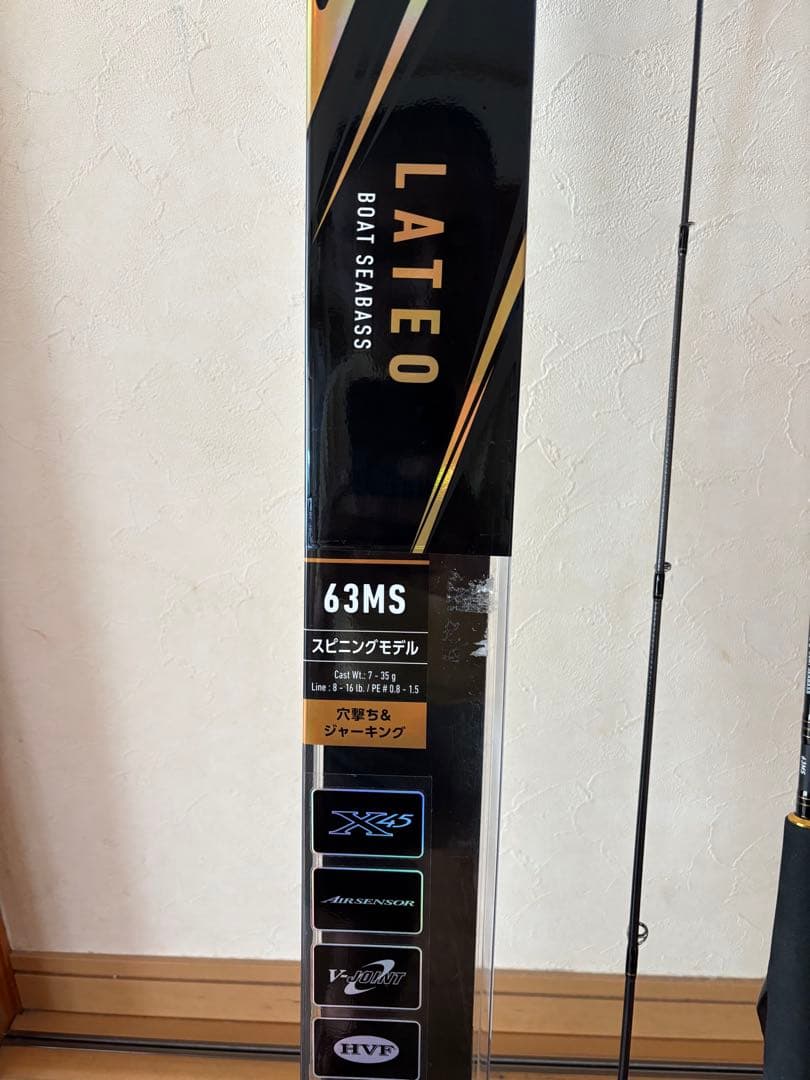 LATEO
BOAT SEABASS
63MS
スピニングモデル
Cast Wt.: 7 - 35 g
Line : 8 - 16 lb. / PE # 0.8 - 1.5
穴撃ち&
ジャーキング
X45
AIRSENSOR
V-JOINT
HVF
63MS